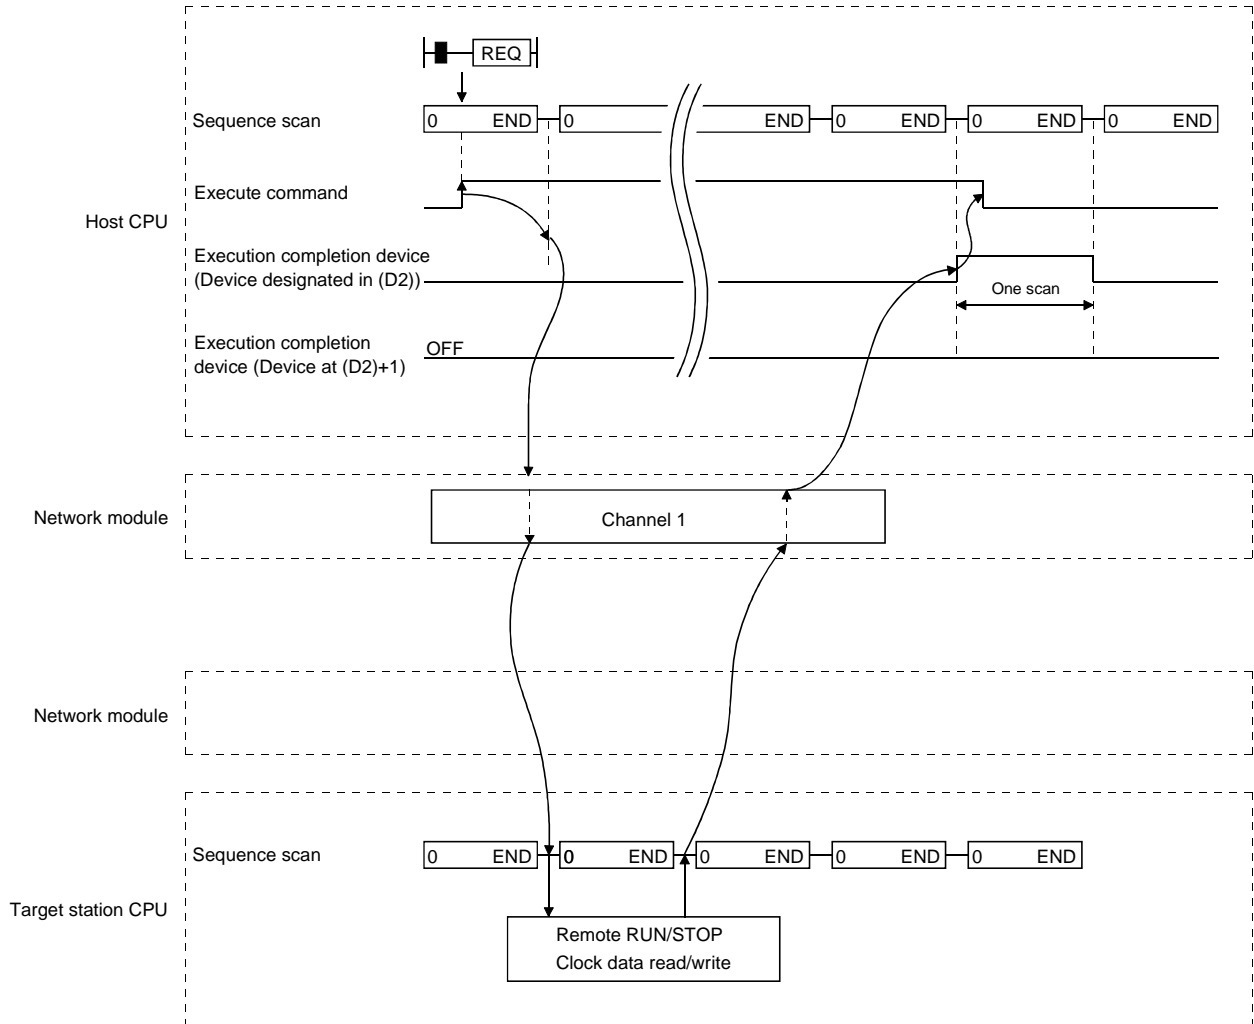 REQ
Sequence scan
0 END 0 END 0 END 0 END 0 END
Execute command
Host CPU
Execution completion device
(Device designated in (D2))
One scan
Execution completion
device (Device at (D2)+1)
OFF
Network module
Channel 1
Network module
Sequence scan
0 END 0 END 0 END 0 END 0 END
Target station CPU
Remote RUN/STOP
Clock data read/write